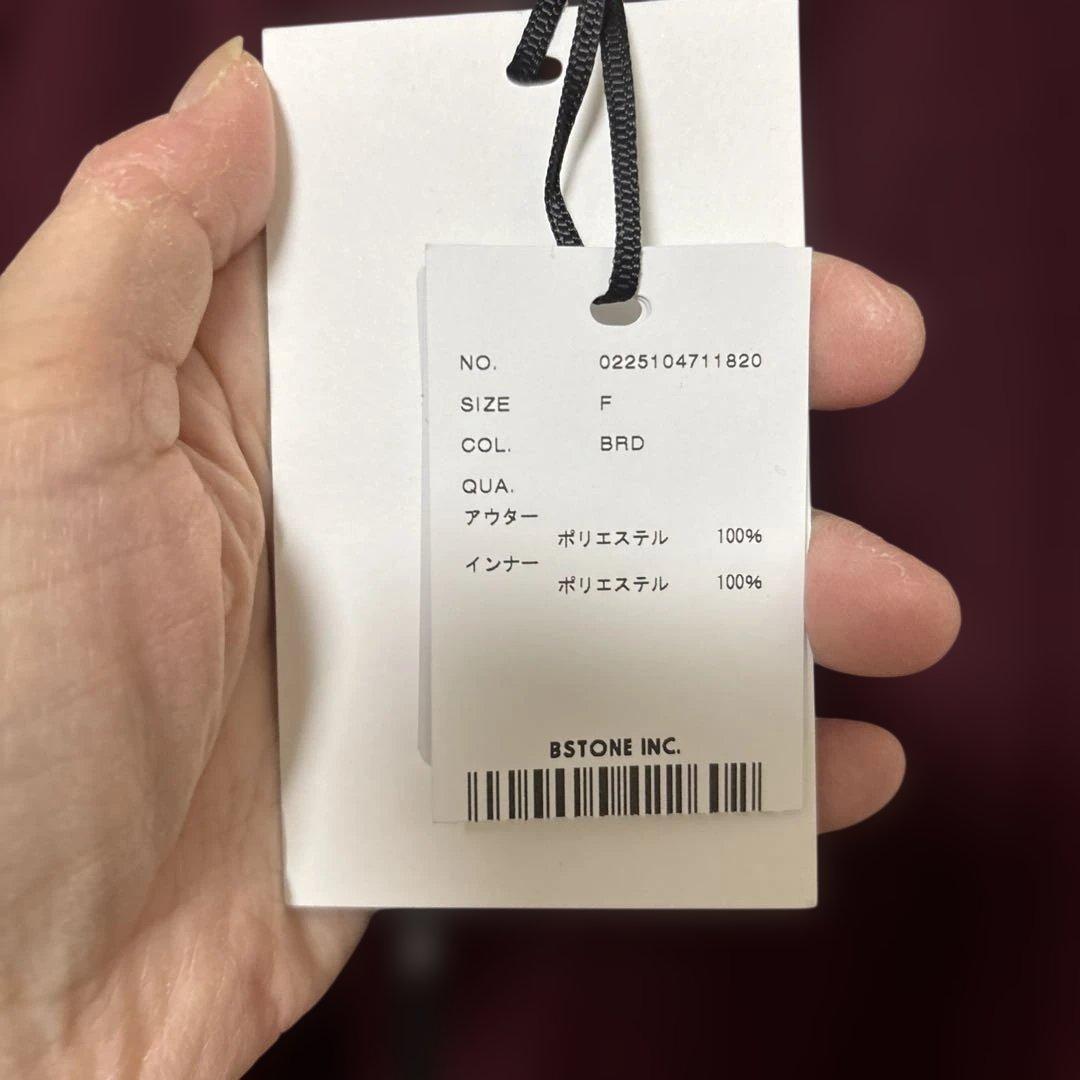 NO. 0225104711820
SIZE F
COL. BRD
QUA.
アウター
ポリエステル 100%
インナー
ポリエステル 100%
BSTONE INC.